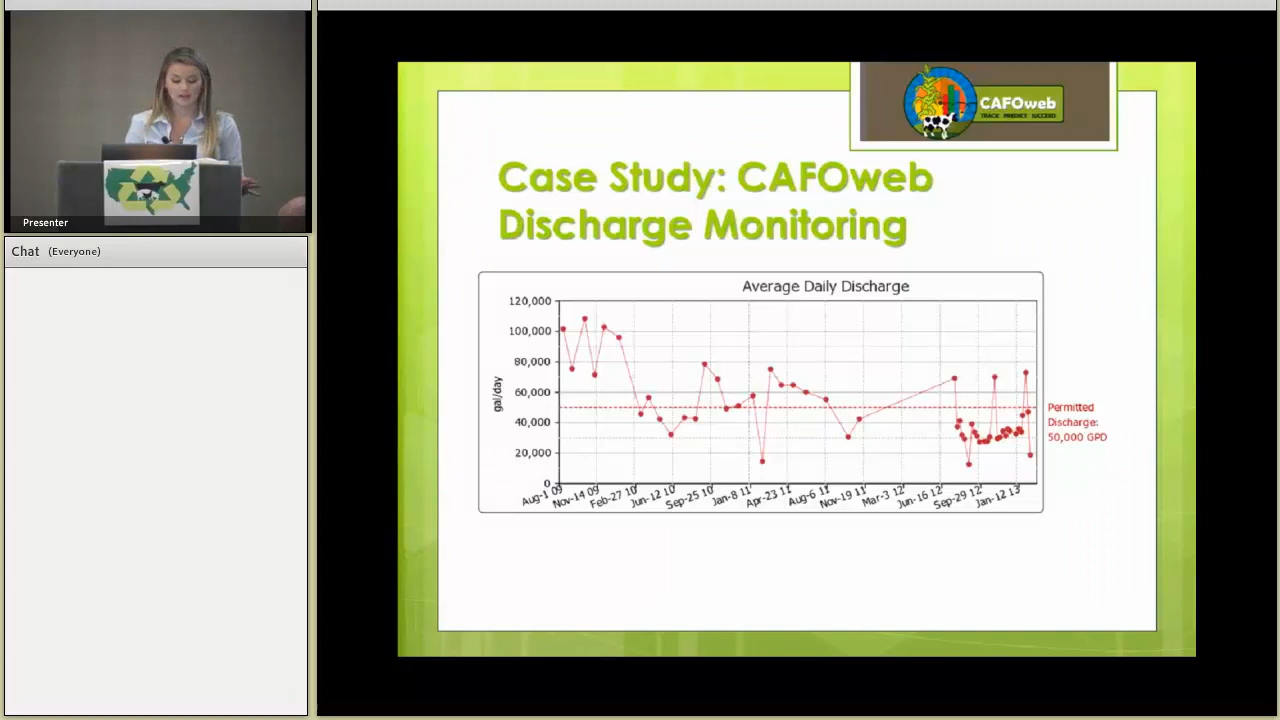 Presenter
Chat (Everyone)
CAFOweb
TRACK PREDICT SUCCEED
Case Study: CAFOweb
Discharge Monitoring
Average Daily Discharge
120,000
100,000
80,000
60,000
40,000
20,000
0
gal/day
Permitted
Discharge:
50,000 GPD
Aug-1 09'
Nov-14 09'
Feb-27 10'
Jun-12 10'
Sep-25 10'
Jan-8 11'
Apr-23 11'
Aug-6 11'
Nov-19 11'
Mar-3 12'
Jun-16 12'
Sep-29 12'
Jan-12 13'